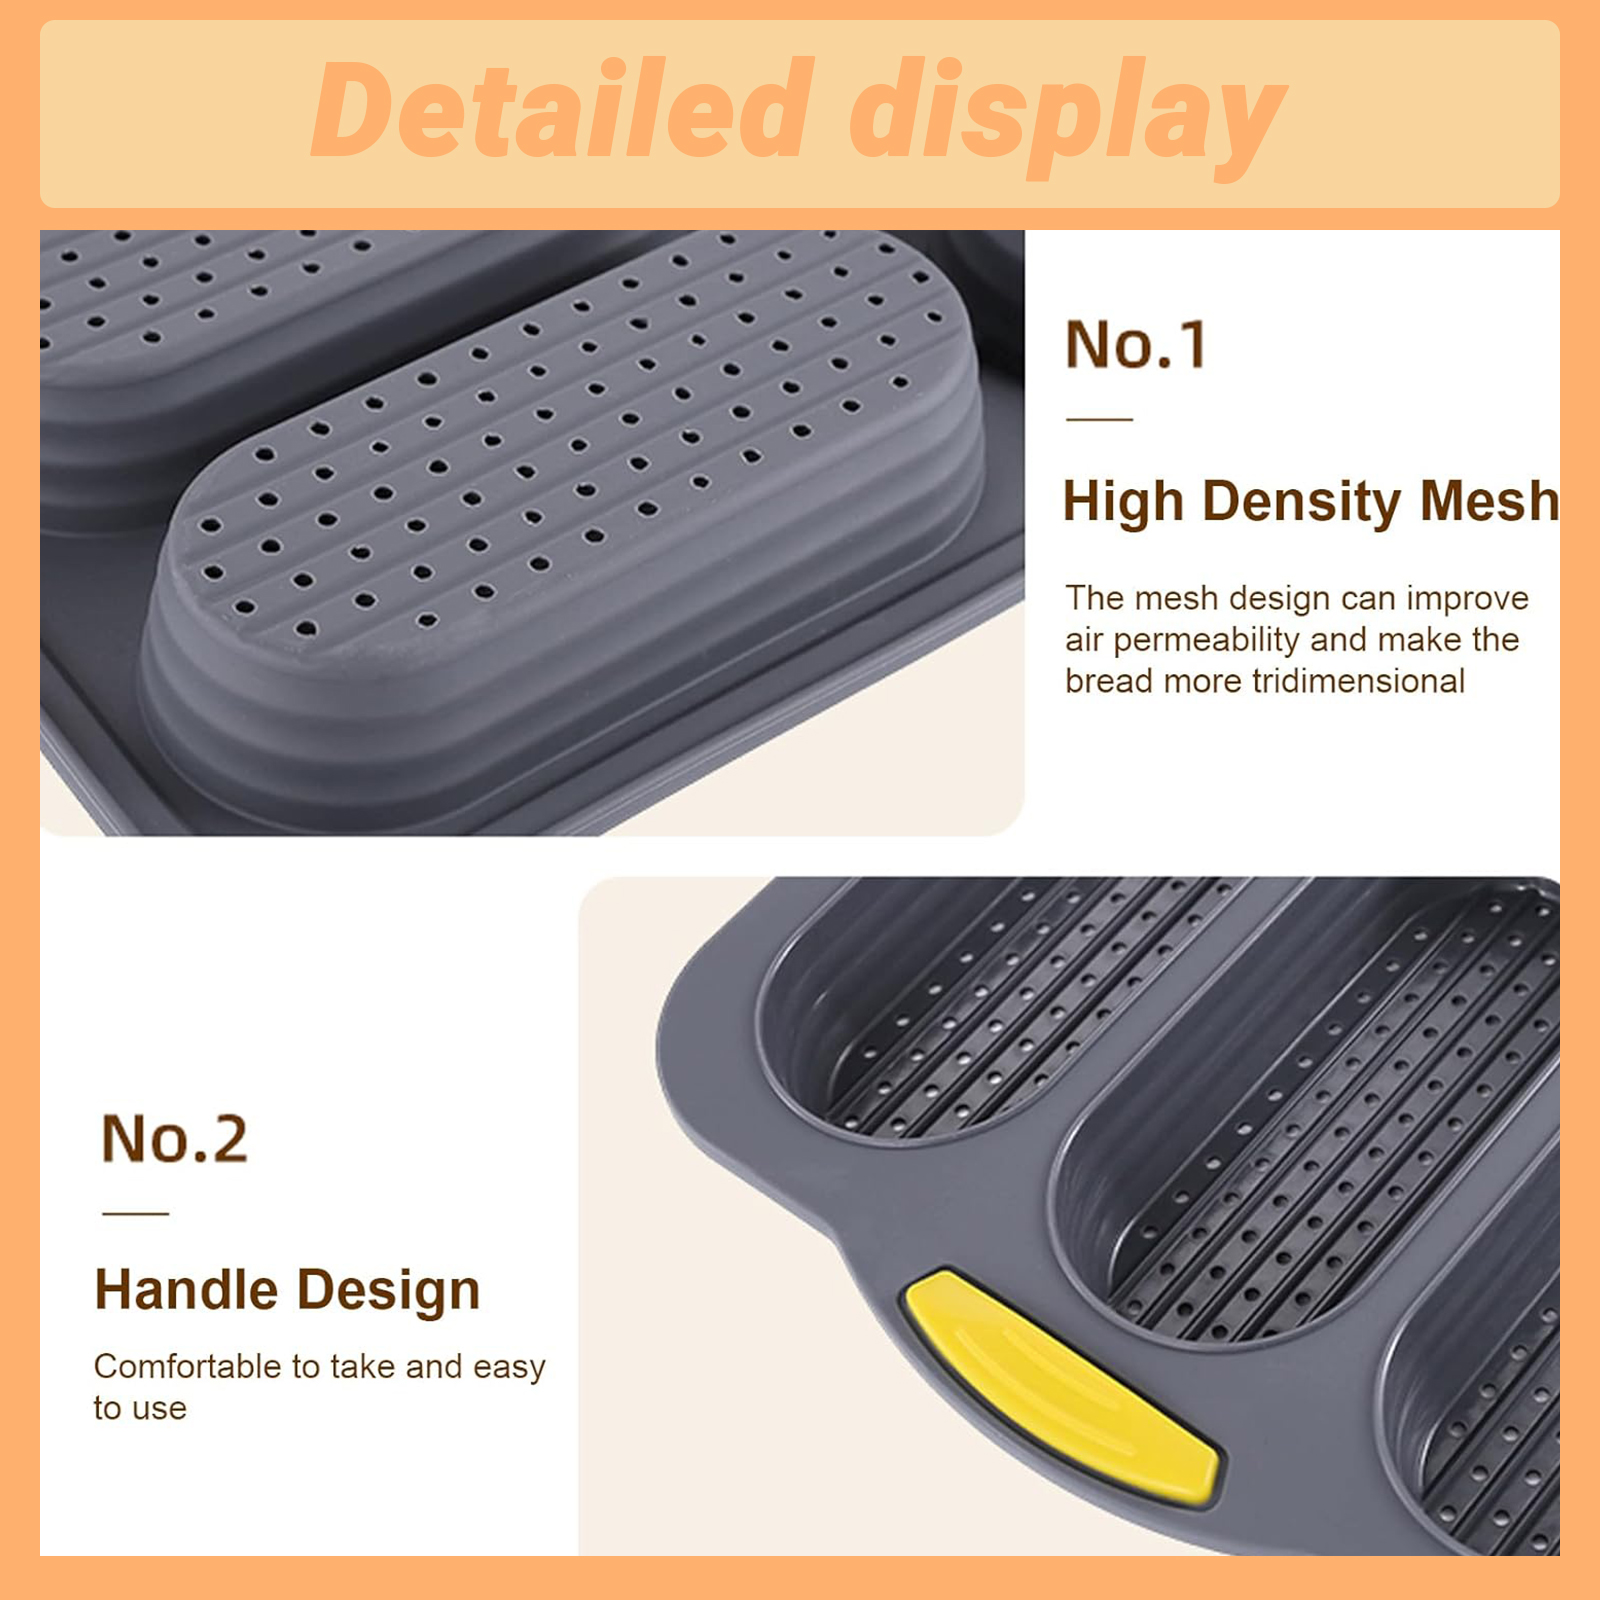 Detailed display
No.1
High Density Mesh
The mesh design can improve
air permeability and make the
bread more tridimensional
No.2
Handle Design
Comfortable to take and easy
to use